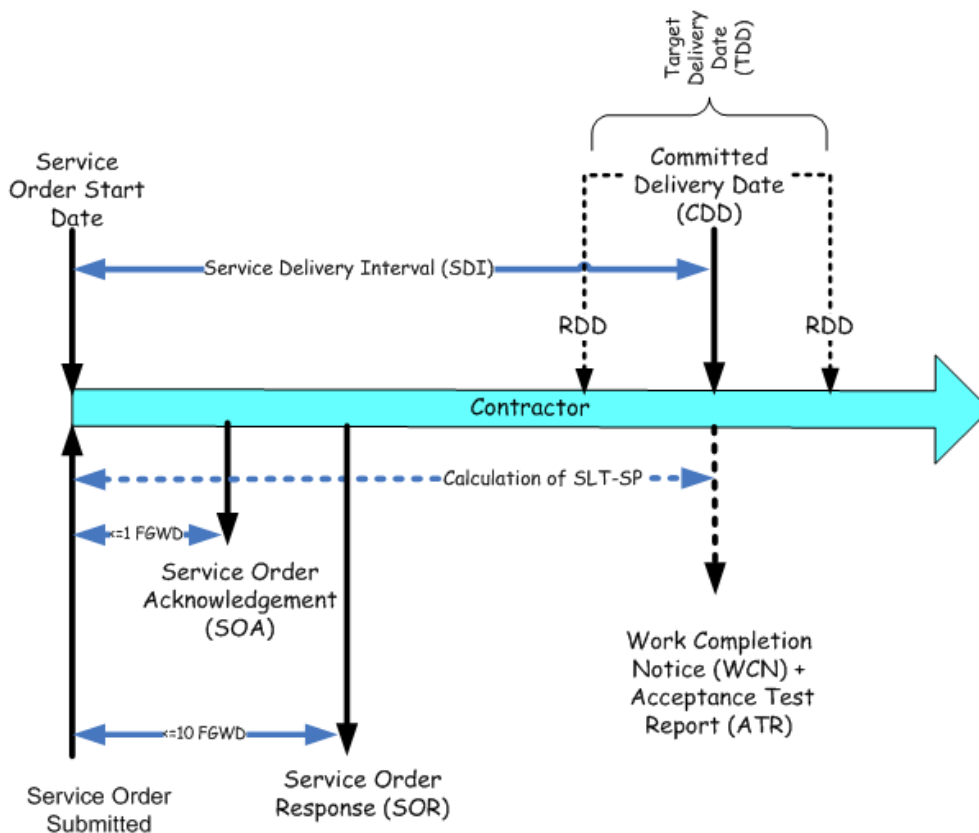 Target
Delivery
Date
(TDD)
Service
Order Start
Date
Committed
Delivery Date
(CDD)
Service Delivery Interval (SDI)
RDD
RDD
Contractor
Calculation of SLT-SP
<=1 FGWD
Service Order
Acknowledgement
(SOA)
Work Completion
Notice (WCN) +
Acceptance Test
Report (ATR)
<=10 FGWD
Service Order
Response (SOR)
Service Order
Submitted